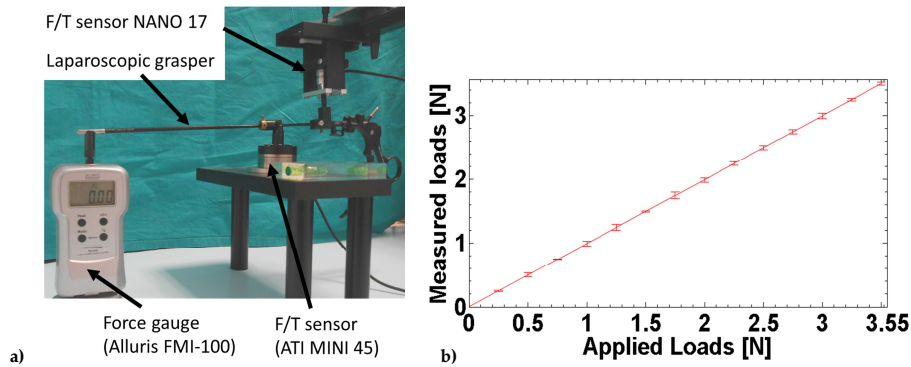 F/T sensor NANO 17
Laparoscopic grasper
0.00
Force gauge
(Alluris FMI-100)
F/T sensor
(ATI MINI 45)
a)
Measured loads [N]
3
2
1
0
0 0.5 1 1.5 2 2.5 3 3.55
Applied Loads [N]
b)